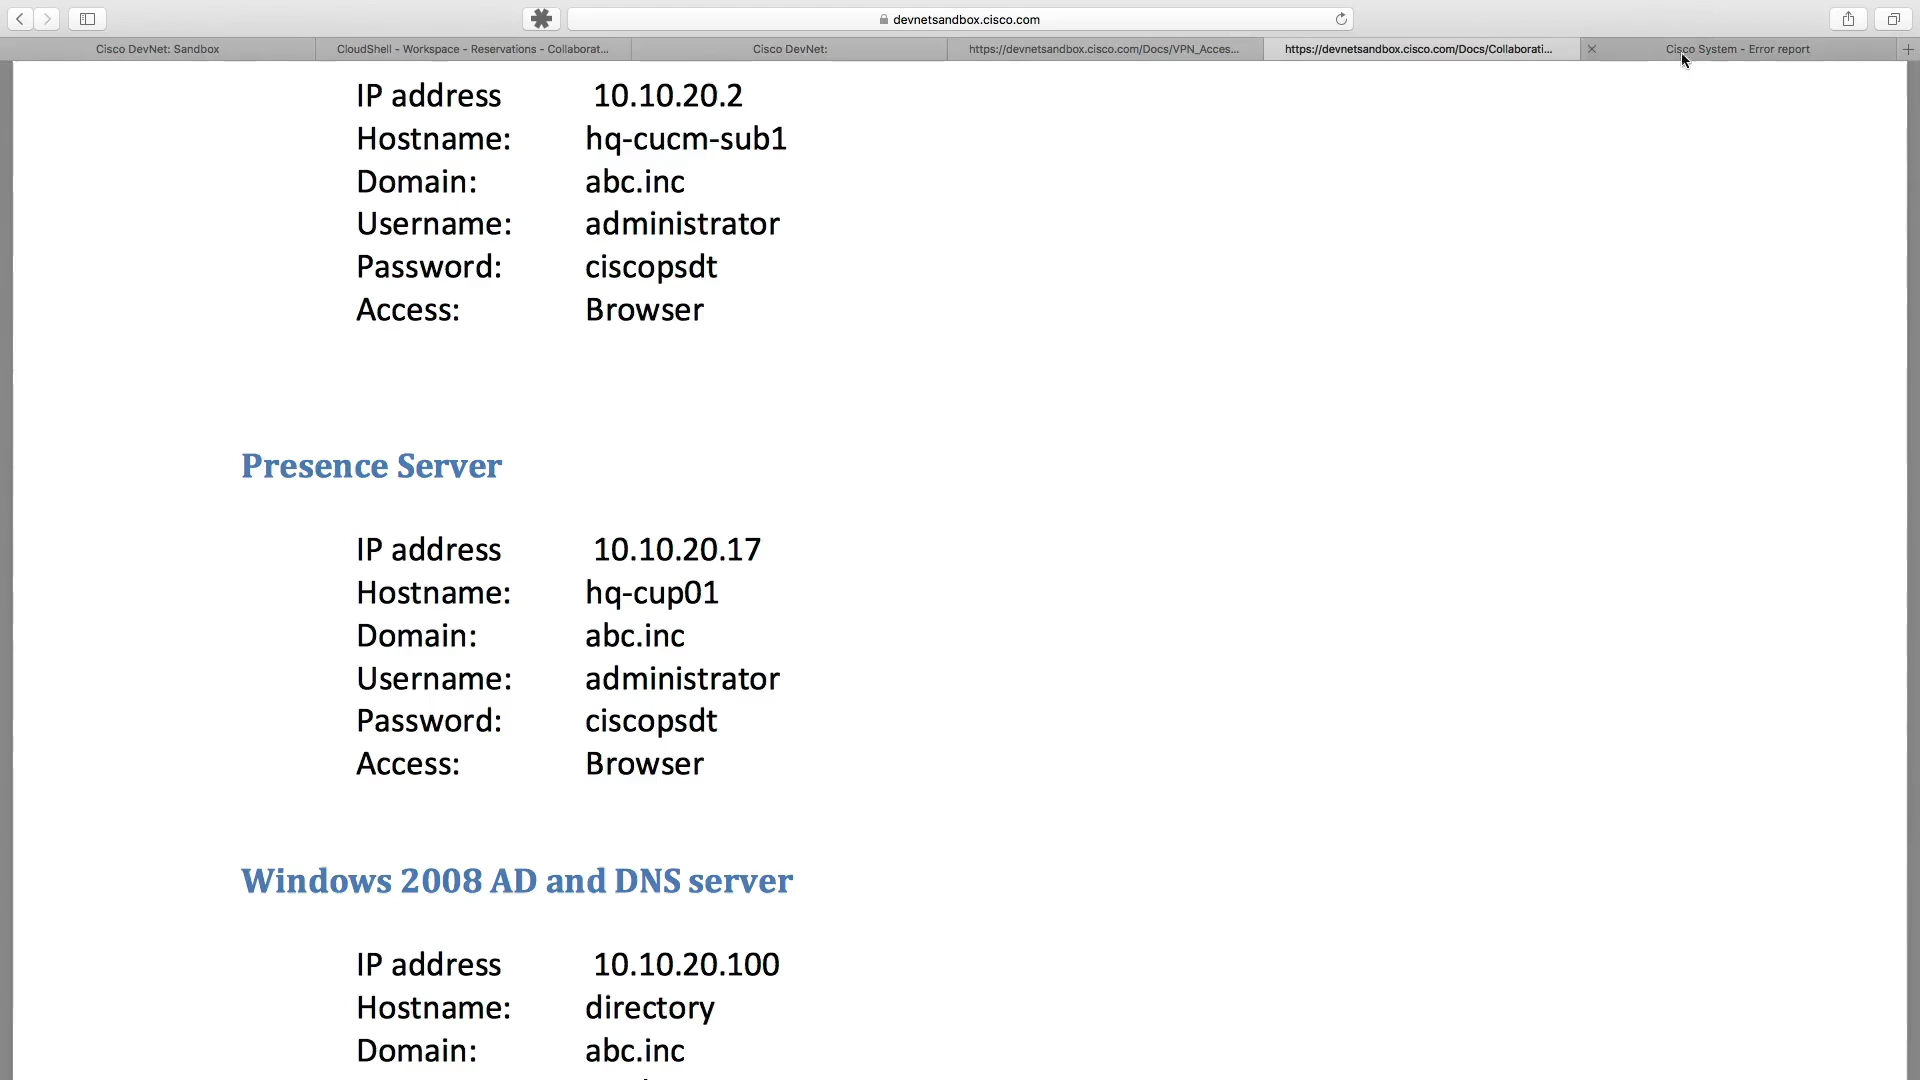 devnetsandbox.cisco.com
Cisco DevNet: Sandbox
CloudShell - Workspace - Reservations - Collaborat...
Cisco DevNet:
https://devnetsandbox.cisco.com/Docs/VPN_Acces...
https://devnetsandbox.cisco.com/Docs/Collaborati...
Cisco System - Error report
IP address 10.10.20.2
Hostname: hq-cucm-sub1
Domain: abc.inc
Username: administrator
Password: ciscopsdt
Access: Browser
Presence Server
IP address 10.10.20.17
Hostname: hq-cup01
Domain: abc.inc
Username: administrator
Password: ciscopsdt
Access: Browser
Windows 2008 AD and DNS server
IP address 10.10.20.100
Hostname: directory
Domain: abc.inc